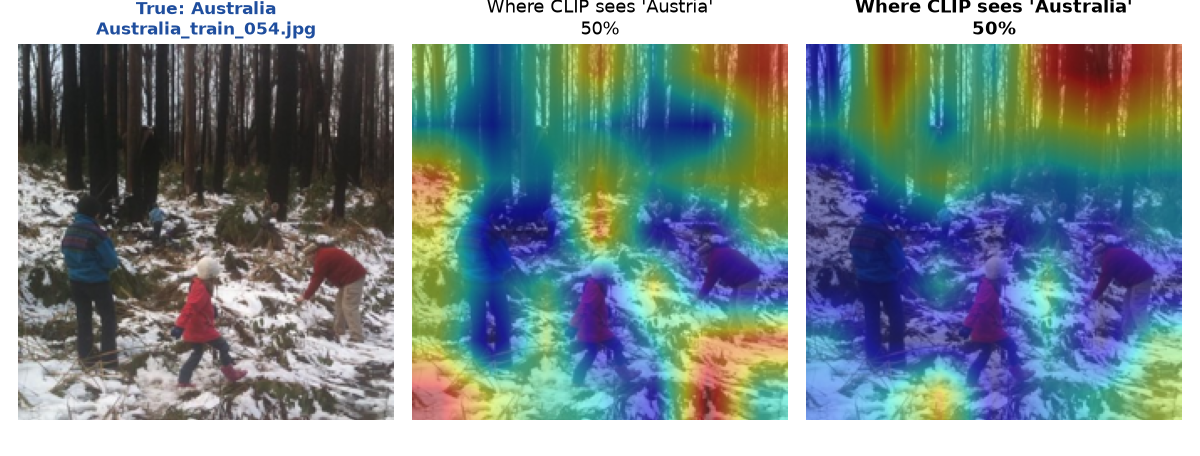 True: Australia
Australia_train_054.jpg
Where CLIP sees 'Austria'
50%
Where CLIP sees 'Australia'
50%